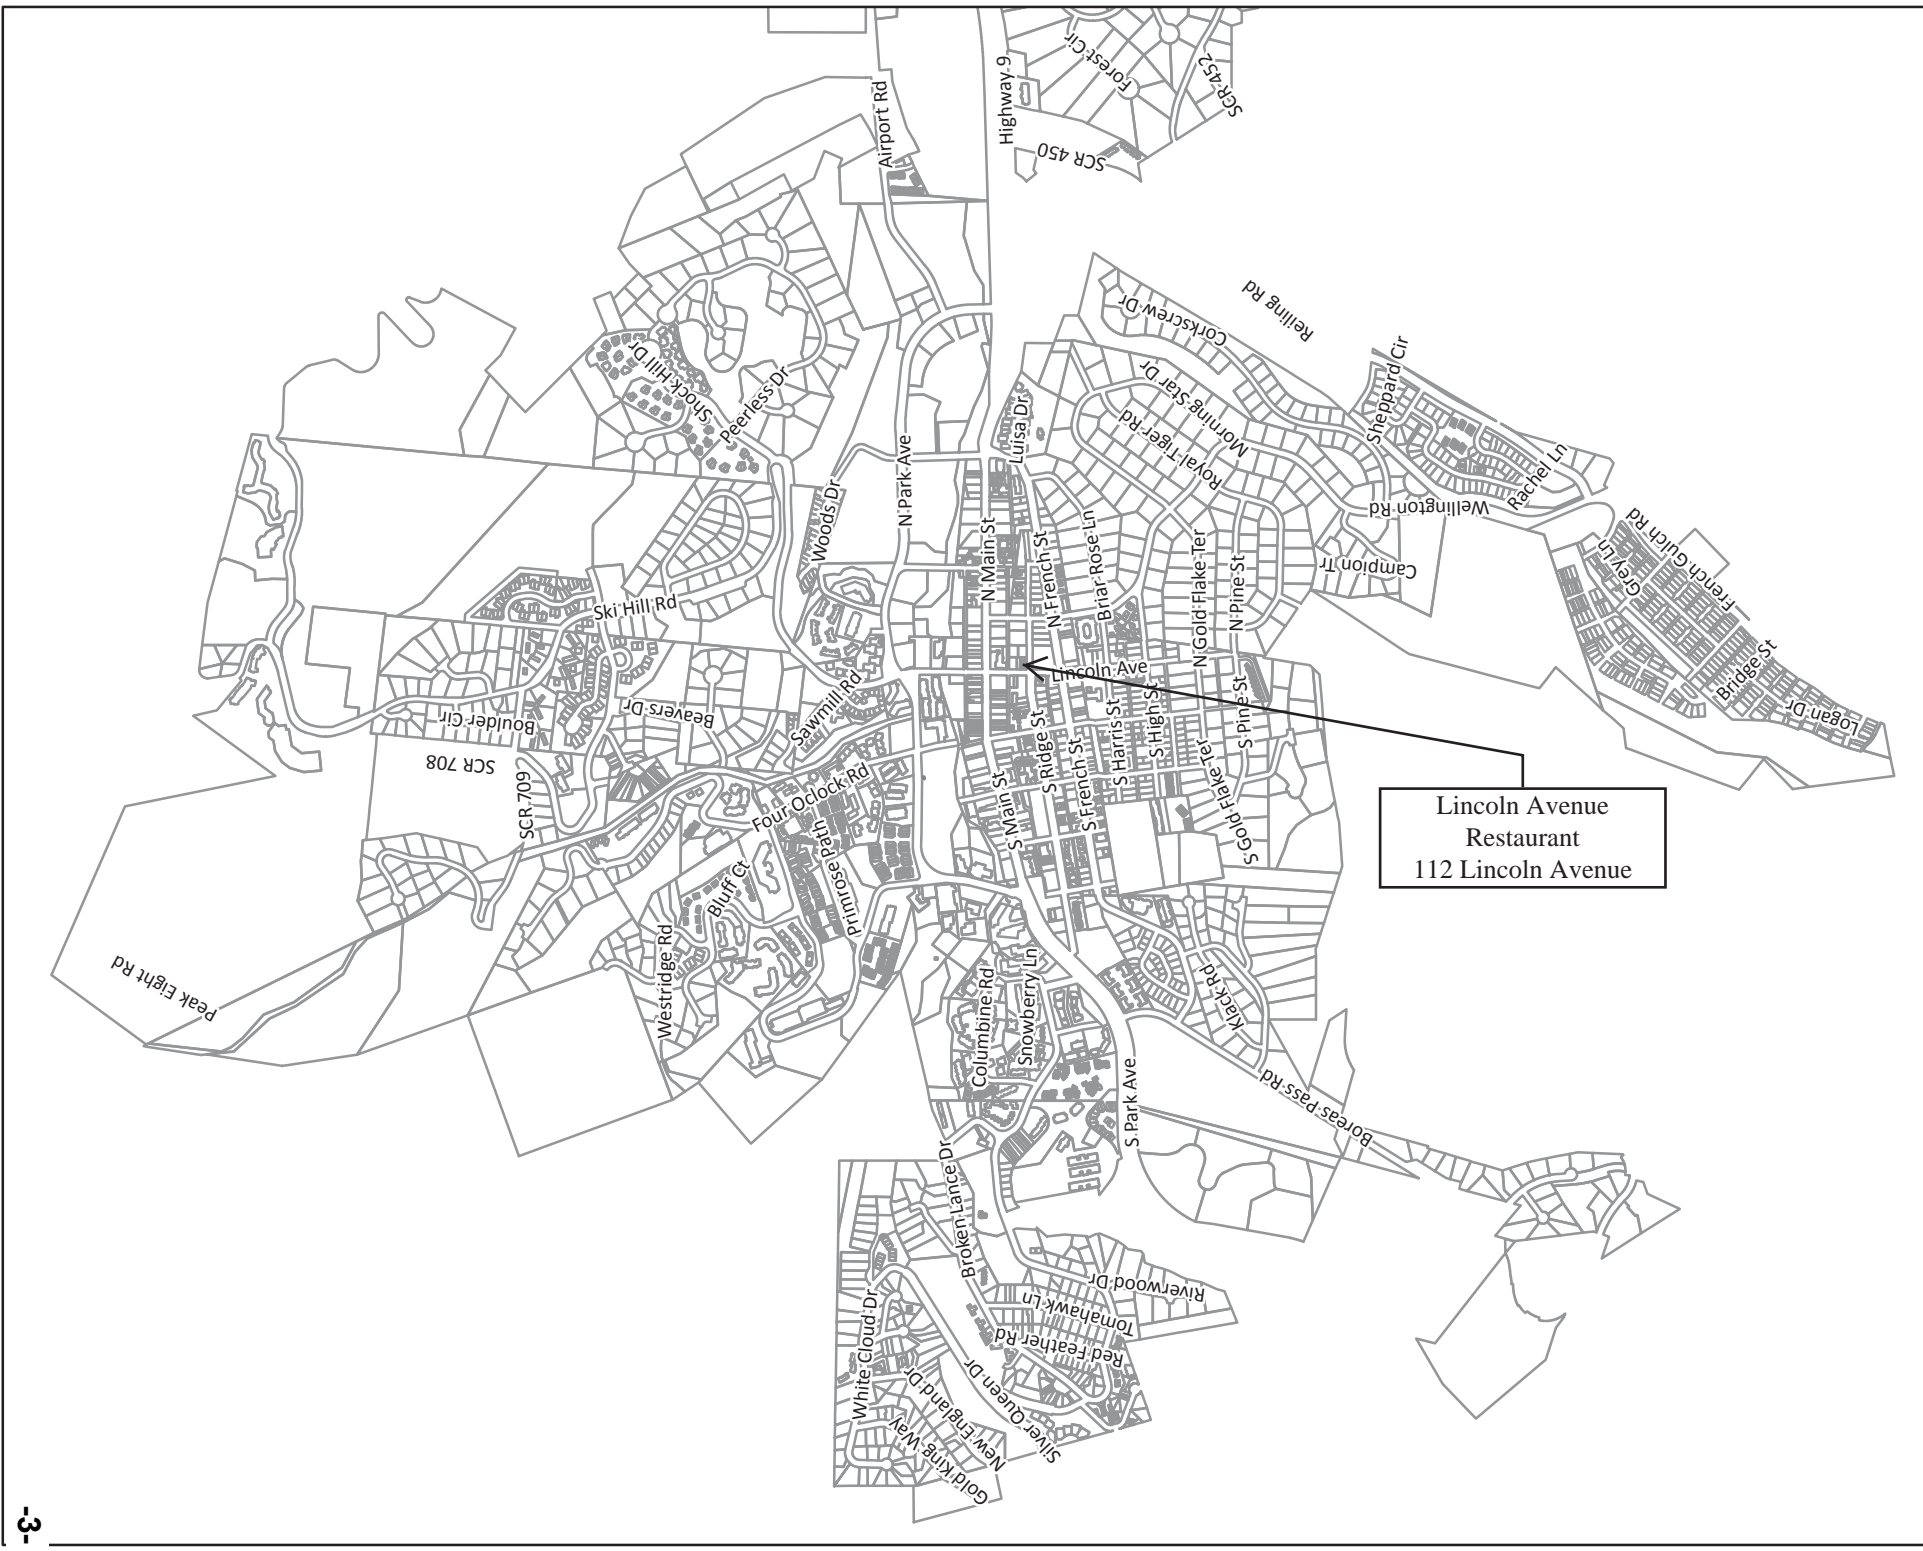 Forest Cir
SCR 452
Highway 9
Airport Rd
SCR 450
Reiling Rd
Corkscrew Dr
Shock Hill Dr
Peerless Dr
Luisa Dr
Morning Star Dr
Royal Tiger Rd
Sheppard Cir
Rachel Ln
Wellington Rd
N Park Ave
Woods Dr
N Main St
N French St
Briar Rose Ln
N Gold Flake Ter
N Pine St
Campion Tr
Grey Ln
French Gulch Rd
Ski Hill Rd
Lincoln Ave
Bridge St
Logan Dr
Boulder Cir
Beavers Dr
Sawmill Rd
SCR 708
SCR 709
Four Oclock Rd
S Main St
S Ridge St
S French St
S Harris St
S High St
S Gold Flake Ter
S Pine St
Lincoln Avenue
Restaurant
112 Lincoln Avenue
Primrose Path
Bluff Ct
Westridge Rd
Peak Eight Rd
Columbine Rd
Snowberry Ln
Klack Rd
S Park Ave
Boreas Pass Rd
Broken Lance Dr
Riverwood Dr
Tomahawk Ln
Red Feather Rd
White Cloud Dr
Silver Queen Dr
New England Dr
Gold King Way
-3-